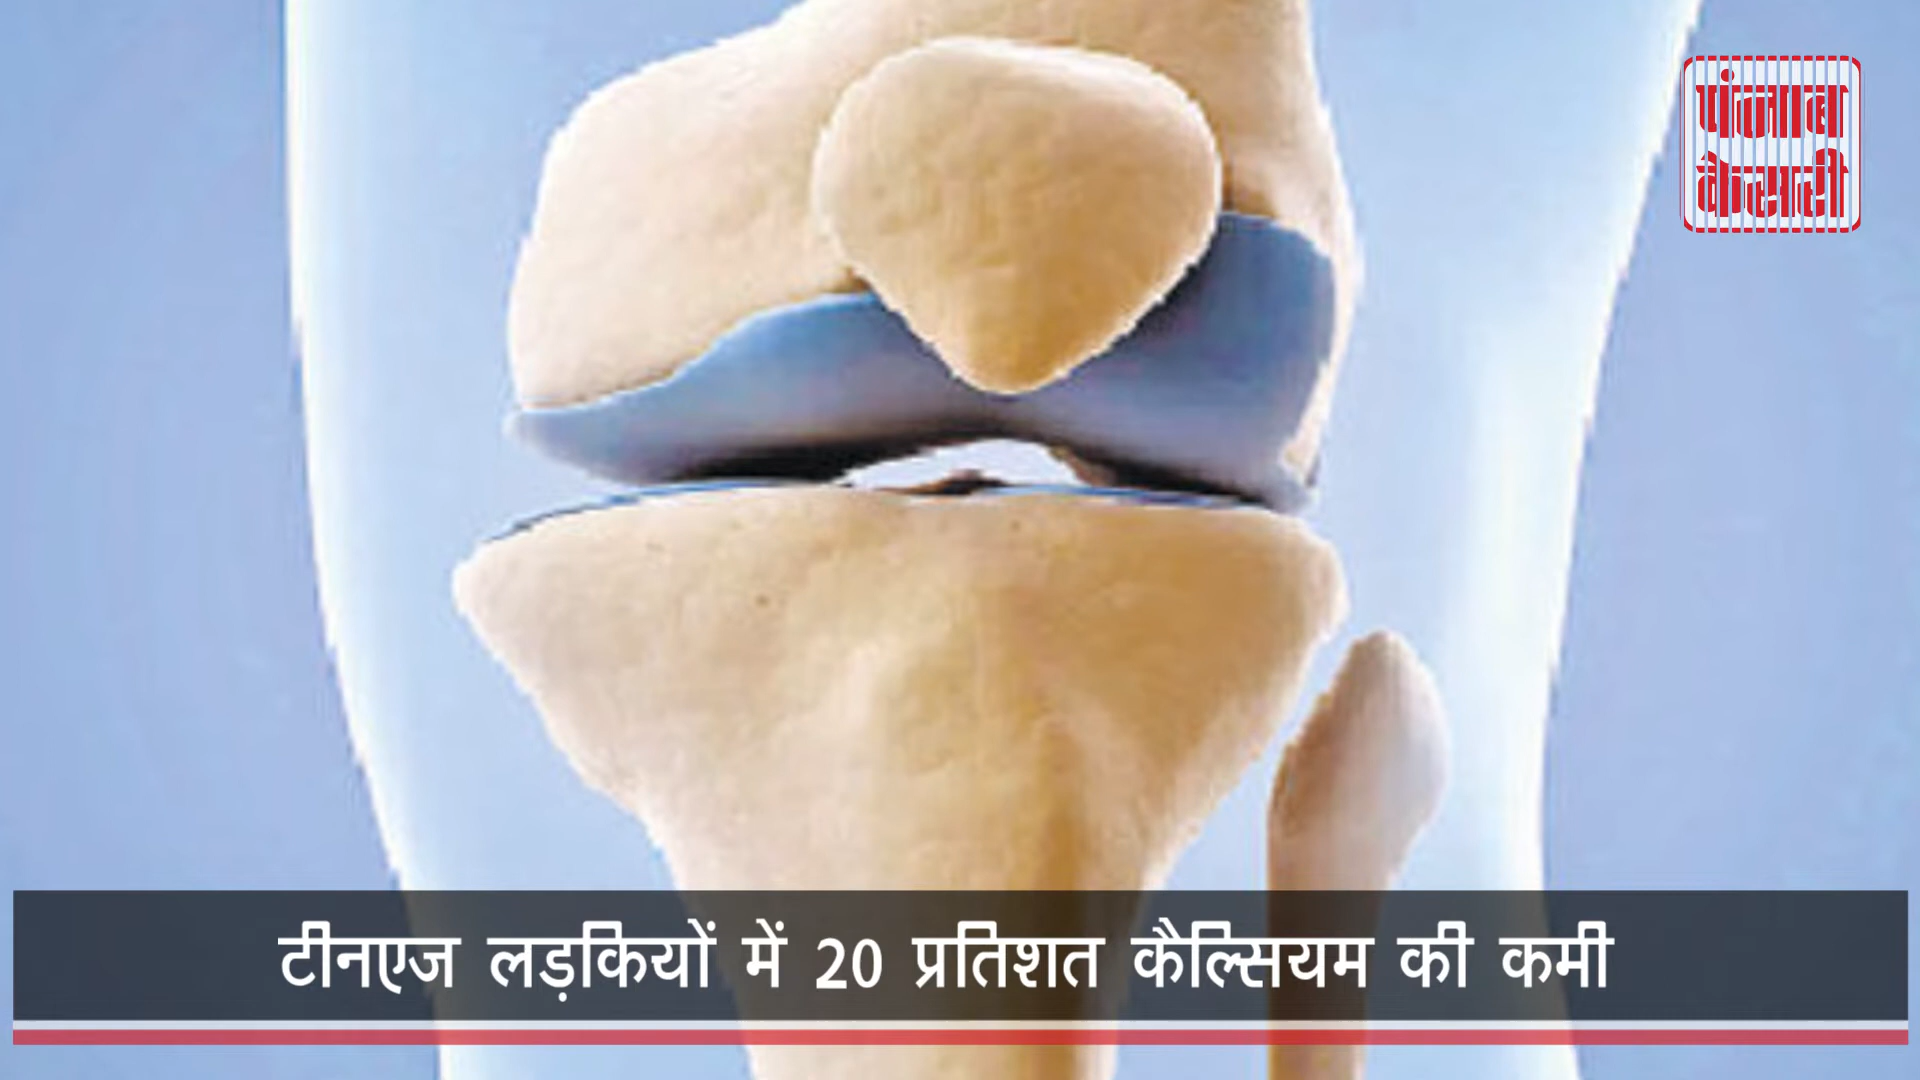 पंजाब
केसरी
टीनएज लड़कियों में 20 प्रतिशत कैल्सियम की कमी